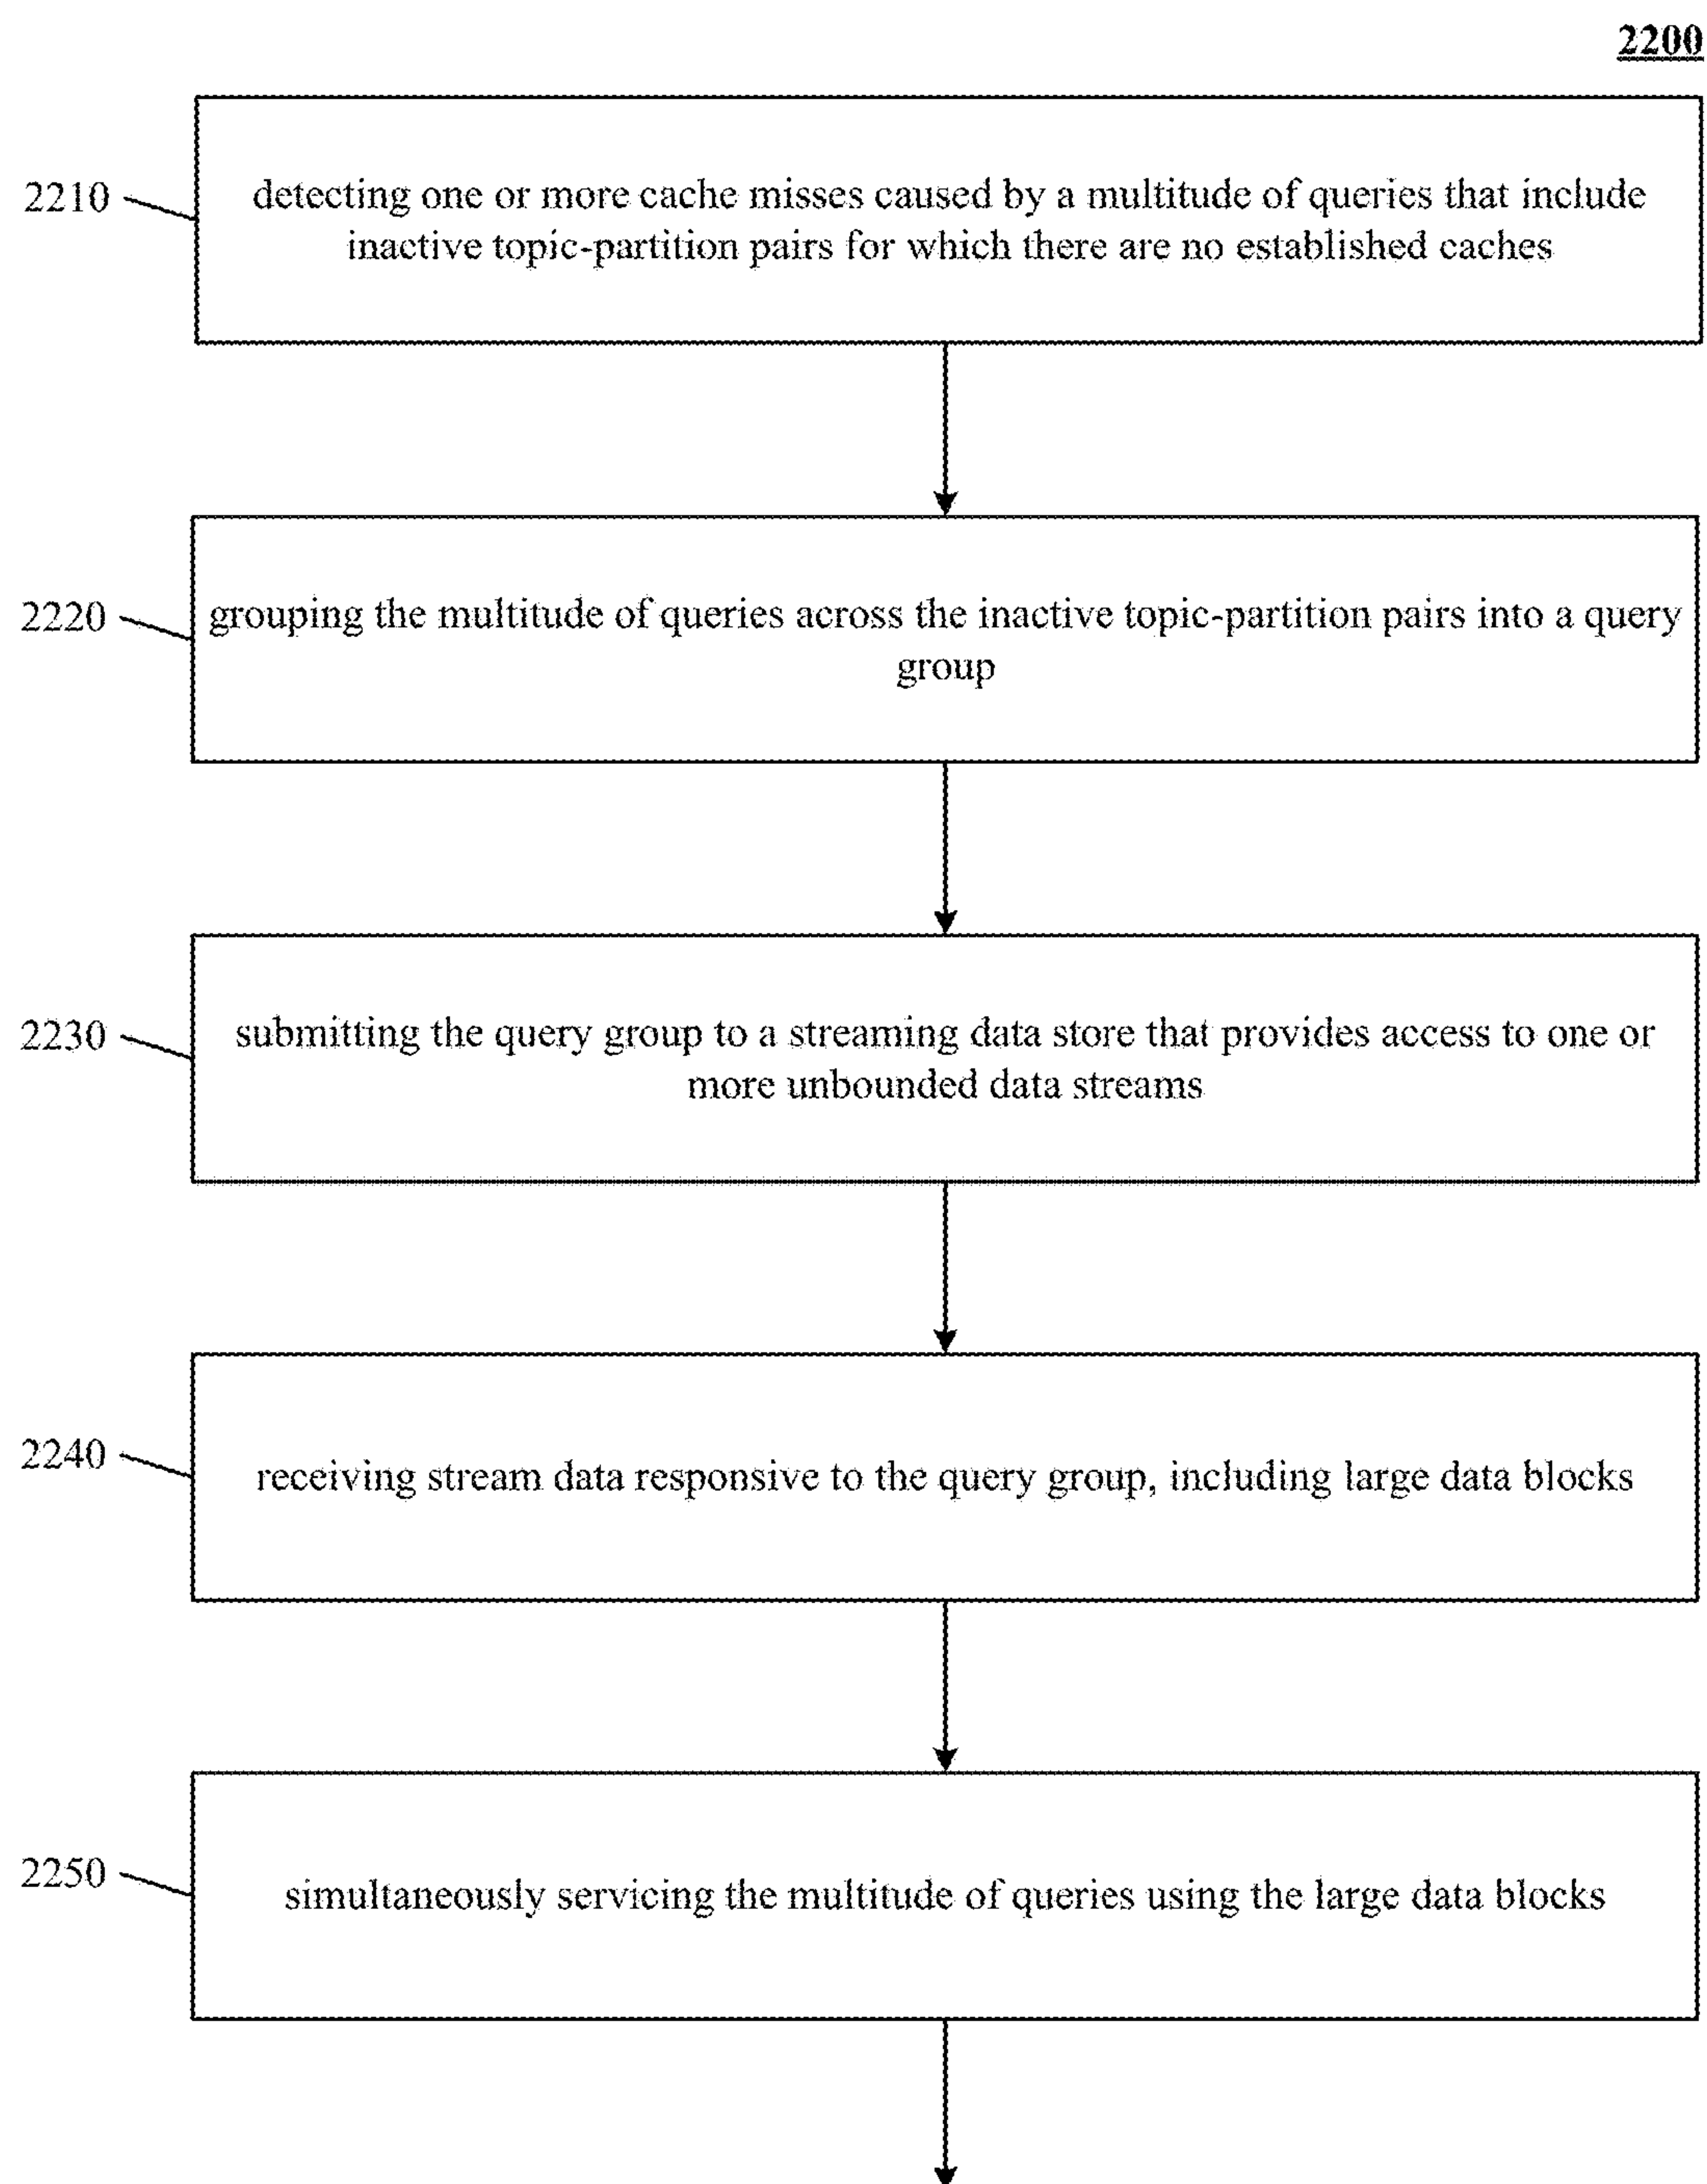 2200
2210
detecting one or more cache misses caused by a multitude of queries that include
inactive topic-partition pairs for which there are no established caches
2220
grouping the multitude of queries across the inactive topic-partition pairs into a query
group
2230
submitting the query group to a streaming data store that provides access to one or
more unbounded data streams
2240
receiving stream data responsive to the query group, including large data blocks
2250
simultaneously servicing the multitude of queries using the large data blocks